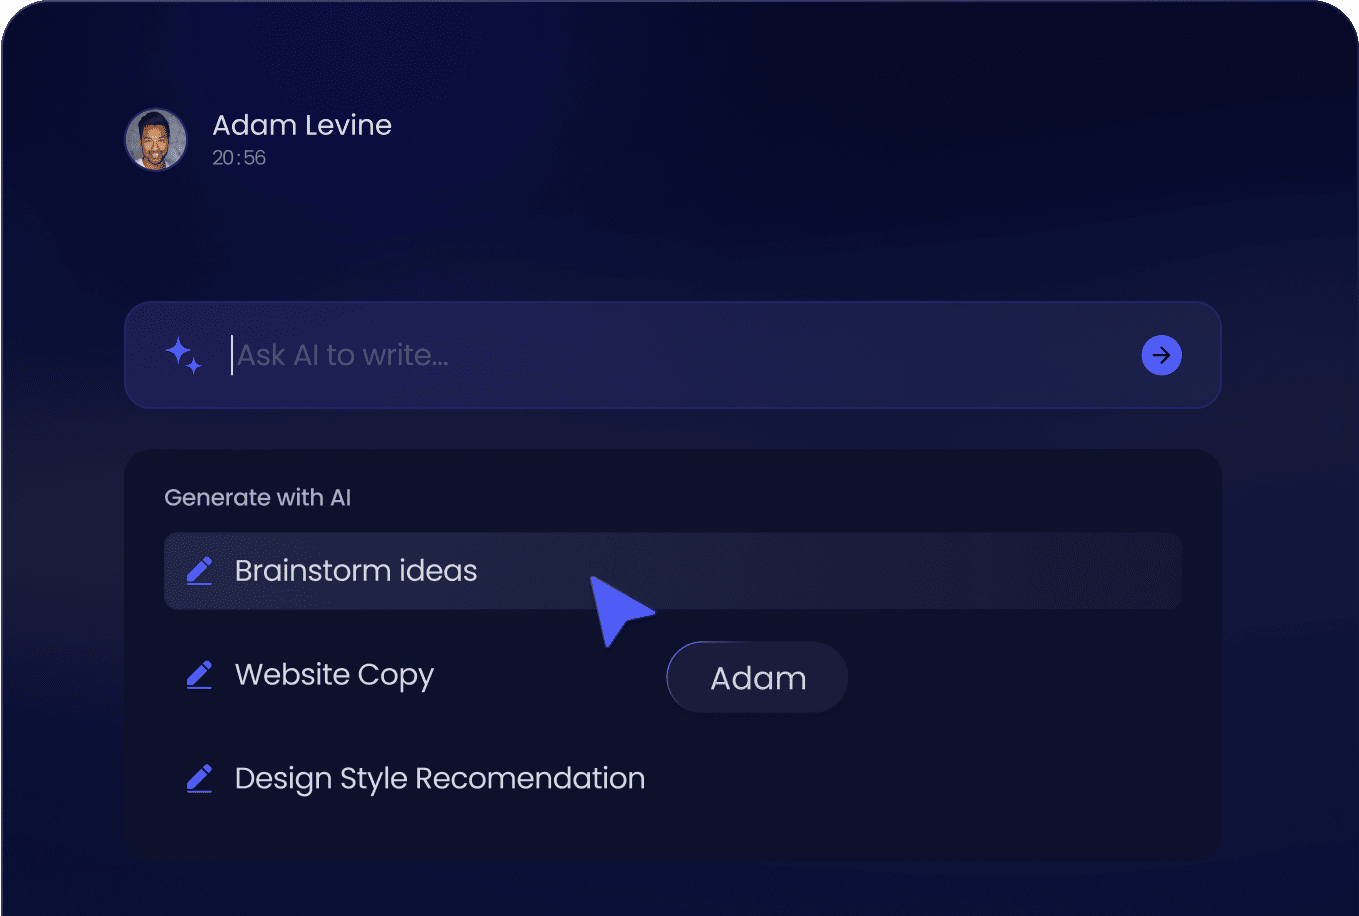 Adam Levine
20:56
Ask AI to write...
Generate with AI
Brainstorm ideas
Website Copy
Adam
Design Style Recomendation